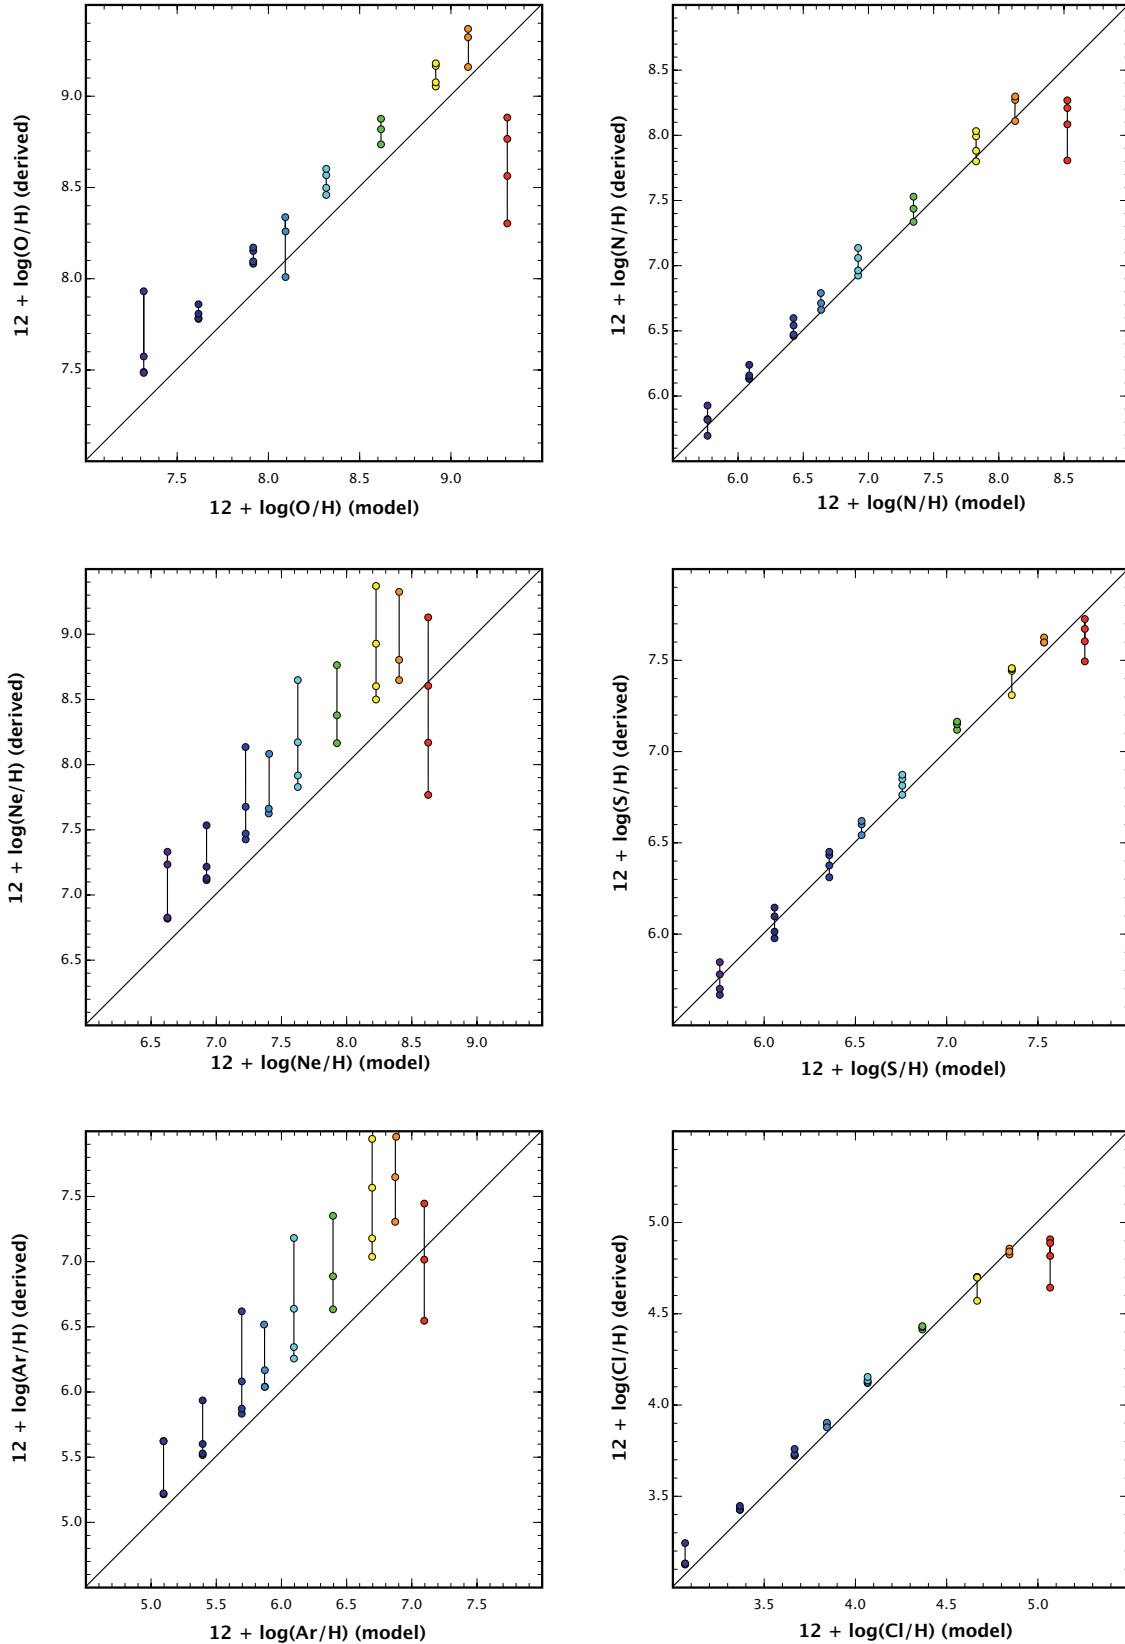 9.0
8.5
8.0
7.5
12 + log(O/H) (derived)
7.5 8.0 8.5 9.0
12 + log(O/H) (model)
8.5
8.0
7.5
7.0
6.5
6.0
12 + log(N/H) (derived)
6.0 6.5 7.0 7.5 8.0 8.5
12 + log(N/H) (model)
9.0
8.5
8.0
7.5
7.0
6.5
12 + log(Ne/H) (derived)
6.5 7.0 7.5 8.0 8.5 9.0
12 + log(Ne/H) (model)
7.5
7.0
6.5
6.0
12 + log(S/H) (derived)
6.0 6.5 7.0 7.5
12 + log(S/H) (model)
7.5
7.0
6.5
6.0
5.5
5.0
12 + log(Ar/H) (derived)
5.0 5.5 6.0 6.5 7.0 7.5
12 + log(Ar/H) (model)
5.0
4.5
4.0
3.5
12 + log(Cl/H) (derived)
3.5 4.0 4.5 5.0
12 + log(Cl/H) (model)